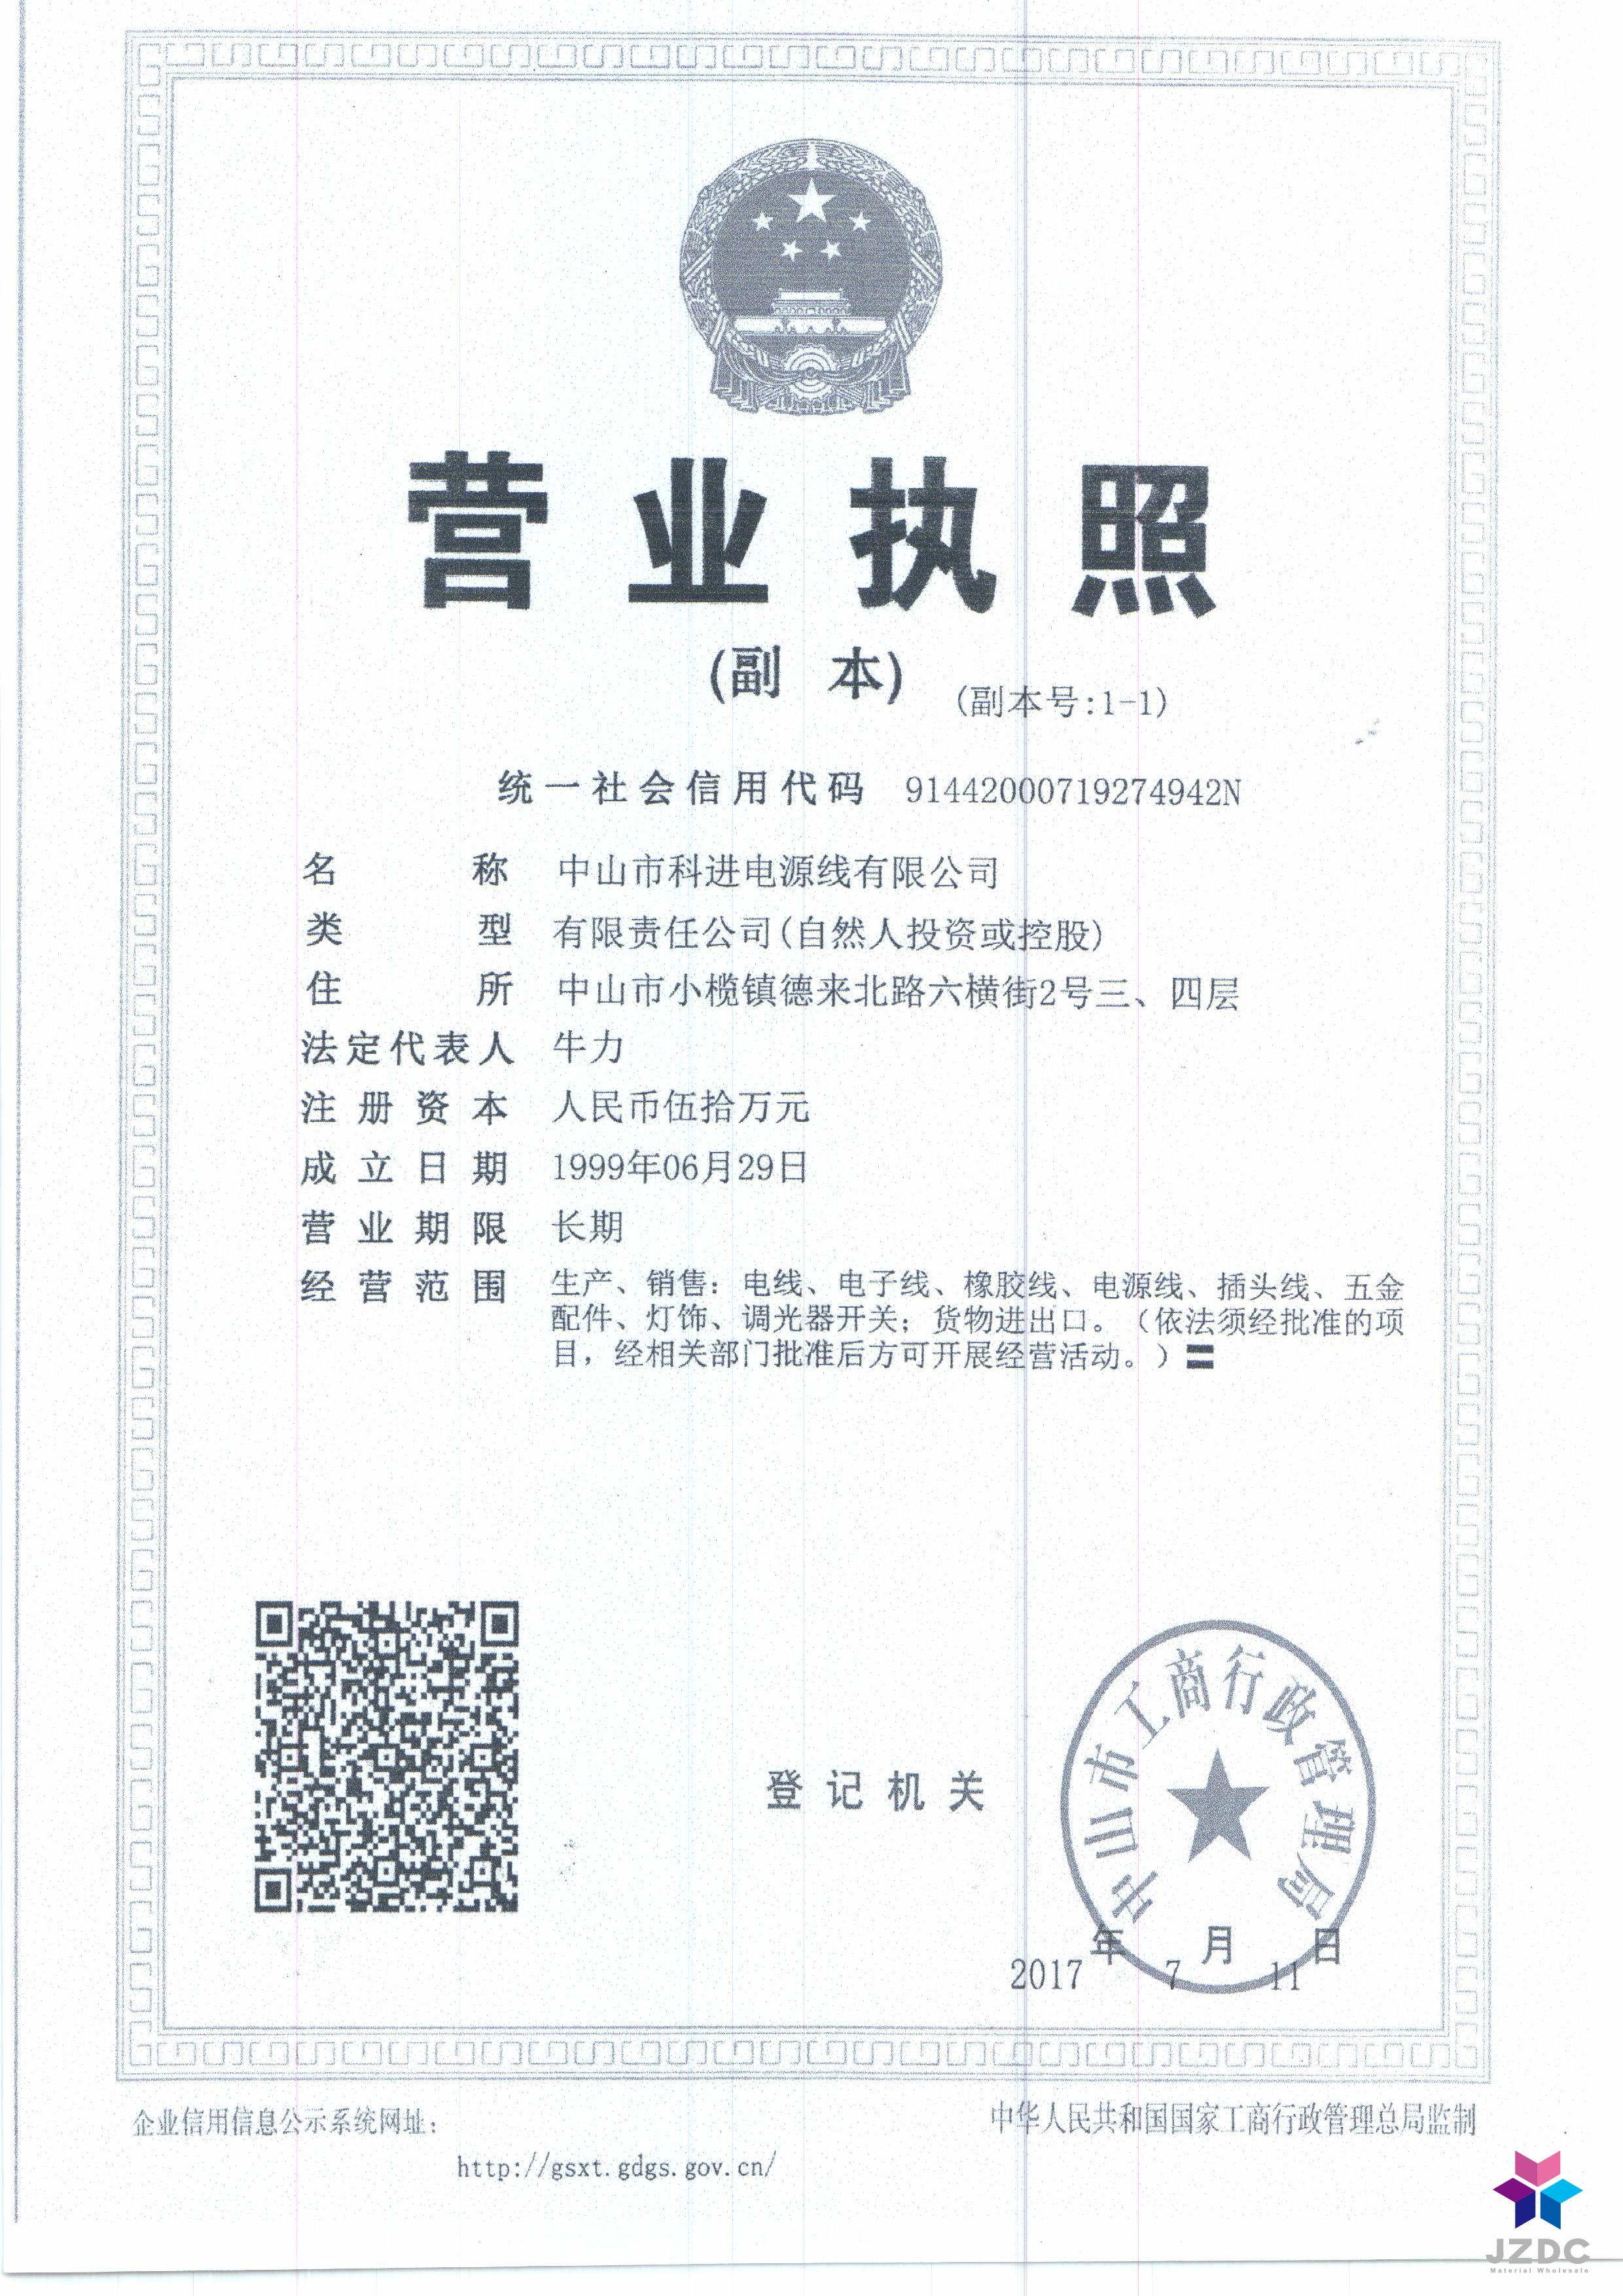 营业执照
(副 本) (副本号:1-1)
统一社会信用代码 91442000719274942N
名 称 中山市科进电源线有限公司
类 型 有限责任公司(自然人投资或控股)
住 所 中山市小榄镇德来北路六横街2号三、四层
法定代表人 牛力
注册资本 人民币伍拾万元
成立日期 1999年06月29日
营业期限 长期
经营范围 生产、销售：电线、电子线、橡胶线、电源线、插头线、五金
配件、灯饰、调光器开关；货物进出口。（依法须经批准的项
目，经相关部门批准后方可开展经营活动。）〓
登记机关
中山市工商行政管理局
2017年7月11日
企业信用信息公示系统网址：
http://gsxt.gdgs.gov.cn/
中华人民共和国国家工商行政管理总局监制
JZDC
Material Wholesale